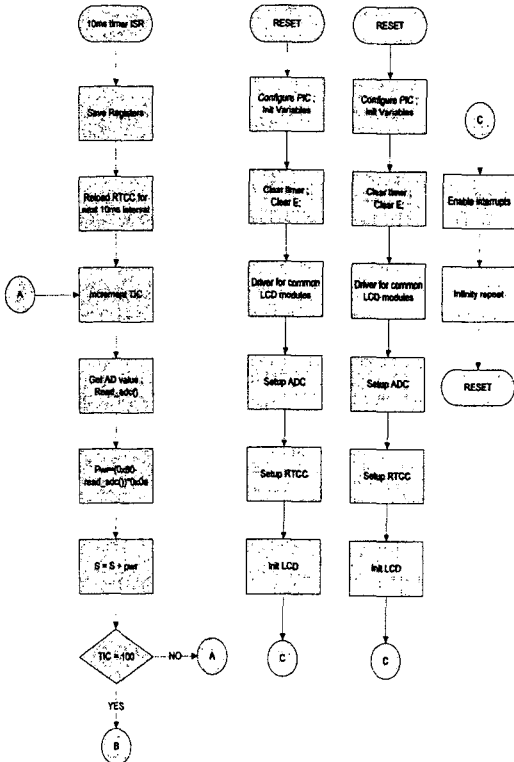 10ms timer ISR
Save Registers
Reload RTCC for
next 10ms interval
A
Increment TIC
Get AD value ;
Read_adc()
read_adc())*0x0a
S = S + pwr
TIC = 100
NO
A
YES
B
RESET
Configure PIC ;
Init Variables
Clear timer ;
Clear E;
Driver for common
LCD modules
Setup ADC
Setup RTCC
Init LCD
C
RESET
Configure PIC ;
Init Variables
Clear timer ;
Clear E;
Driver for common
LCD modules
Setup ADC
Setup RTCC
Init LCD
C
C
Enable interrupts
Infinity repeat
RESET